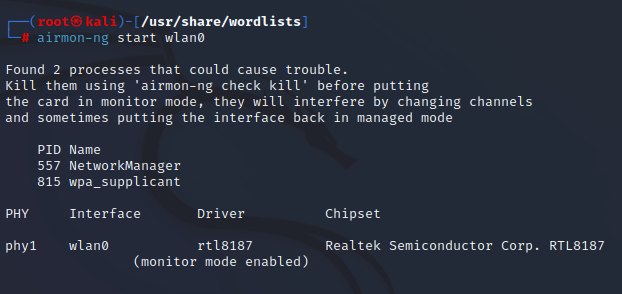 ┌──(root㉿kali)-[/usr/share/wordlists]
└─# airmon-ng start wlan0
Found 2 processes that could cause trouble.
Kill them using 'airmon-ng check kill' before putting
the card in monitor mode, they will interfere by changing channels
and sometimes putting the interface back in managed mode
PID Name
557 NetworkManager
815 wpa_supplicant
PHY Interface Driver Chipset
phy1 wlan0 rtl8187 Realtek Semiconductor Corp. RTL8187
(monitor mode enabled)